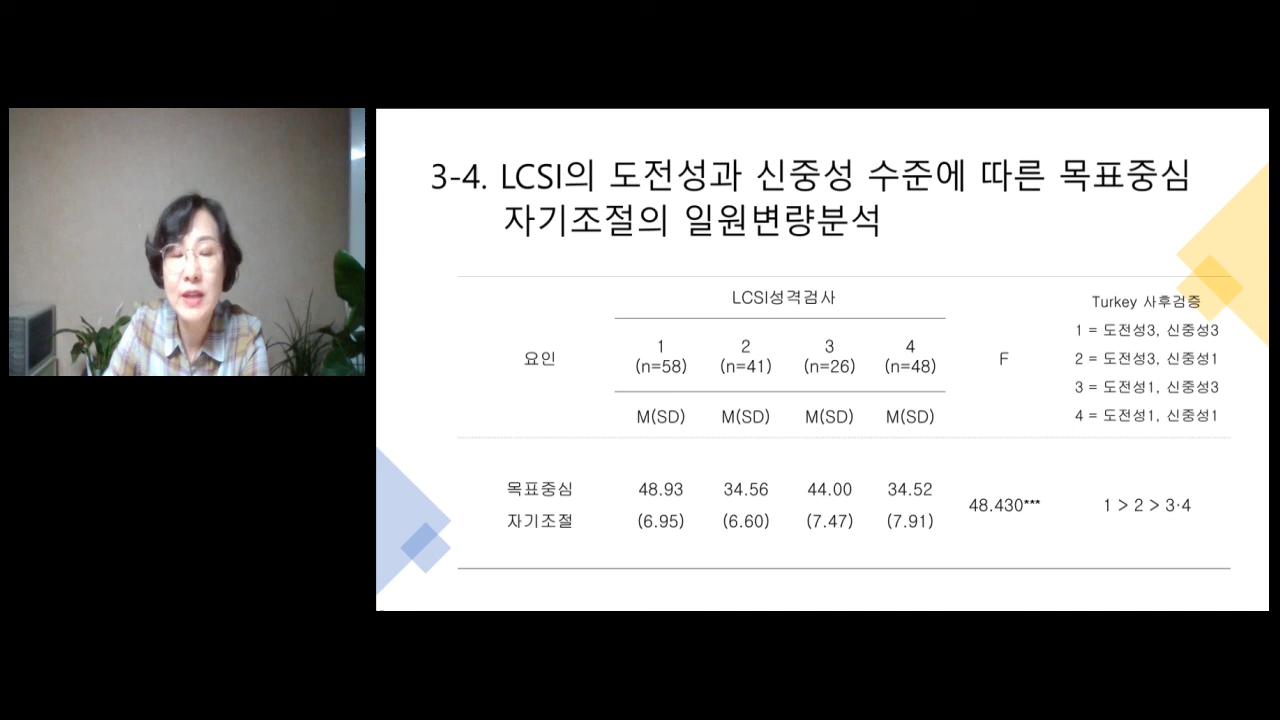 3-4. LCSI의 도전성과 신중성 수준에 따른 목표중심
자기조절의 일원변량분석
LCSI성격검사
Turkey 사후검증
1 = 도전성3, 신중성3
2 = 도전성3, 신중성1
3 = 도전성1, 신중성3
4 = 도전성1, 신중성1
요인
1 2 3 4
(n=58) (n=41) (n=26) (n=48)
F
M(SD) M(SD) M(SD) M(SD)
목표중심 48.93 34.56 44.00 34.52
자기조절 (6.95) (6.60) (7.47) (7.91)
48.430*** 1 > 2 > 3·4